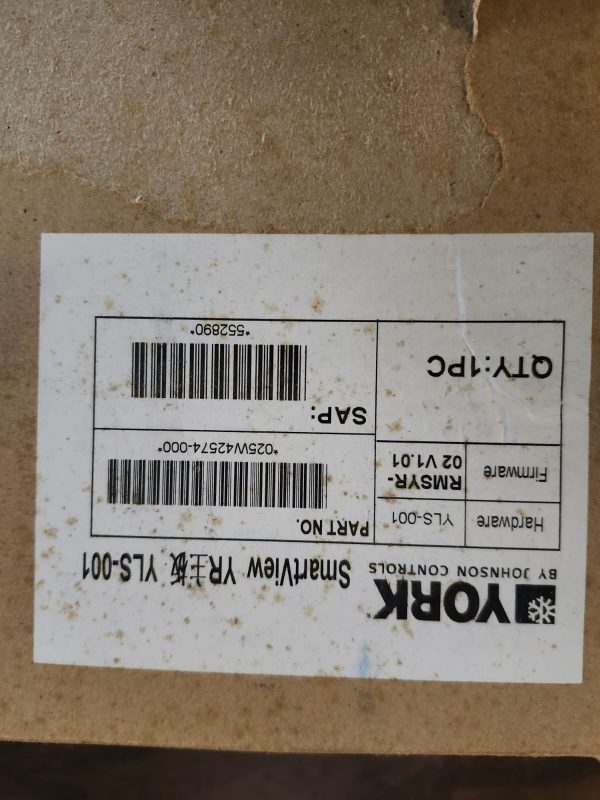 YORK®
BY JOHNSON CONTROLS
SmartView YR主板 YLS-001
Hardware YLS-001
Firmware RMSYR-
02 V1.01
QTY:1PC
PART NO.
*025W42574-000*
SAP:
*552890*